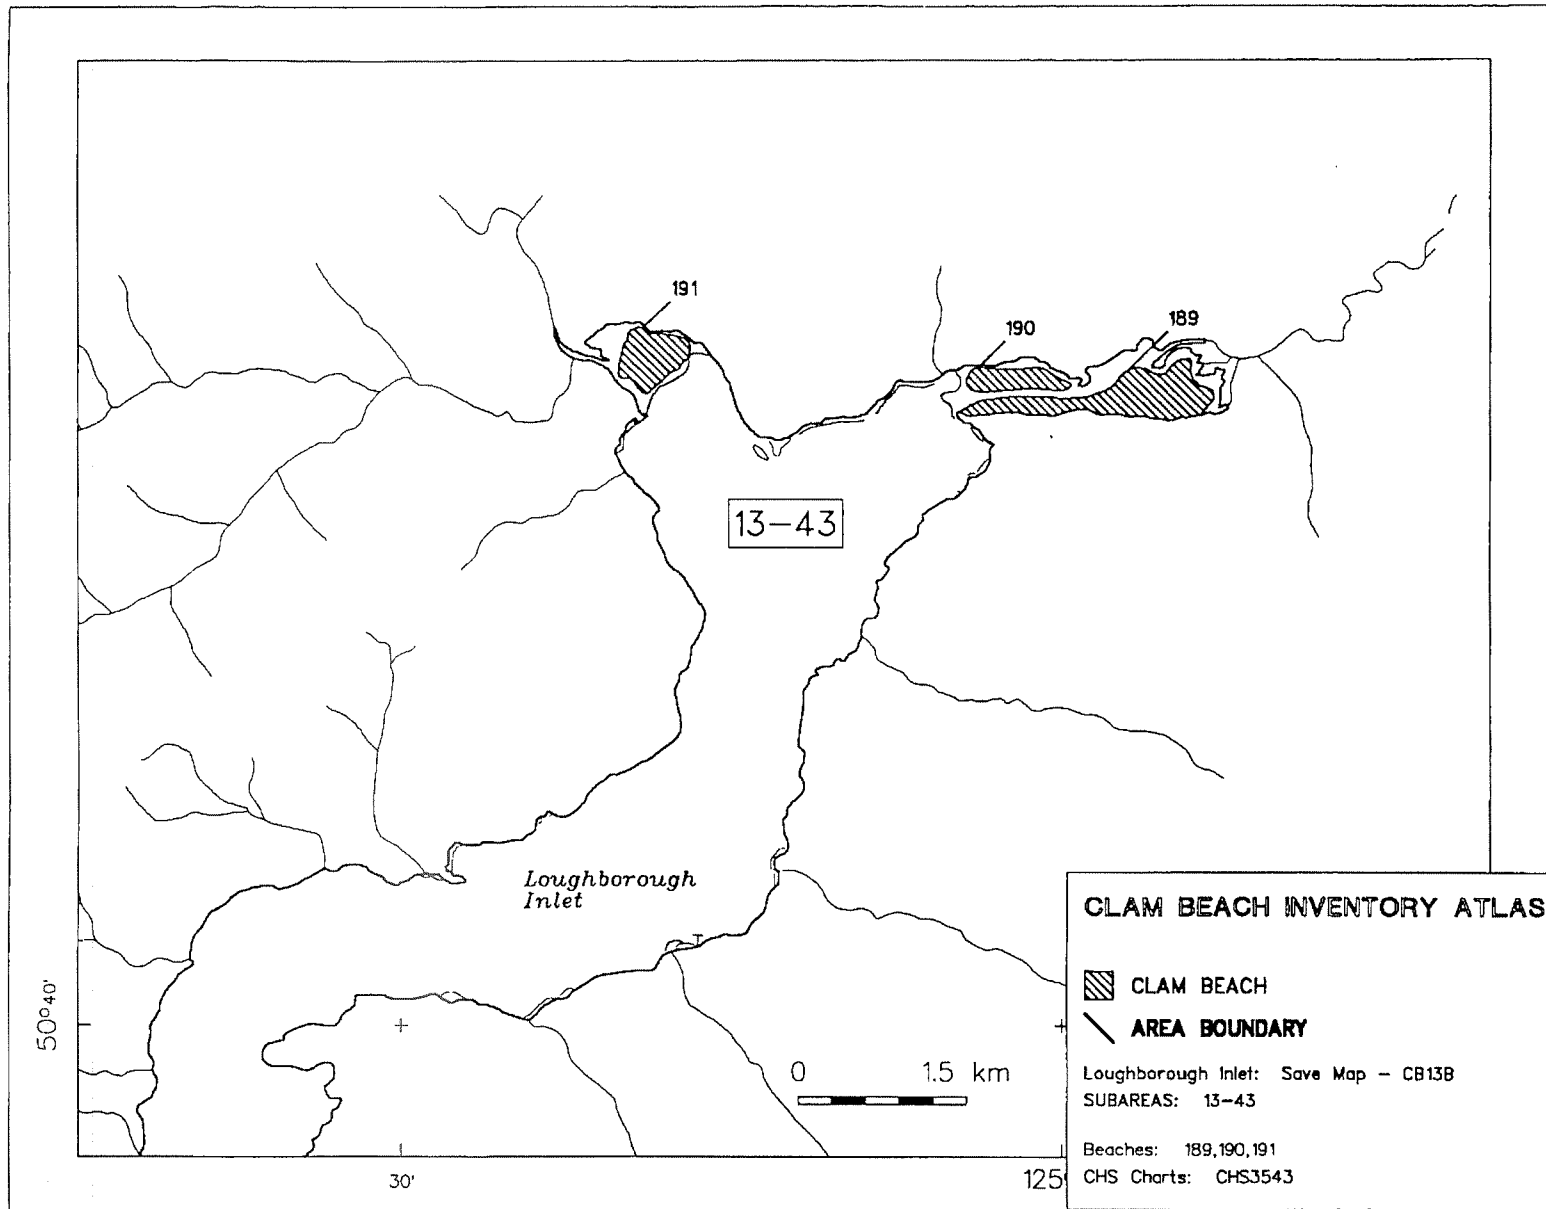 191
190
189
13-43
Loughborough
Inlet
50°40'
0 1.5 km
30'
125°
CLAM BEACH INVENTORY ATLAS
CLAM BEACH
AREA BOUNDARY
Loughborough Inlet: Save Map - CB13B
SUBAREAS: 13-43
Beaches: 189,190,191
CHS Charts: CHS3543